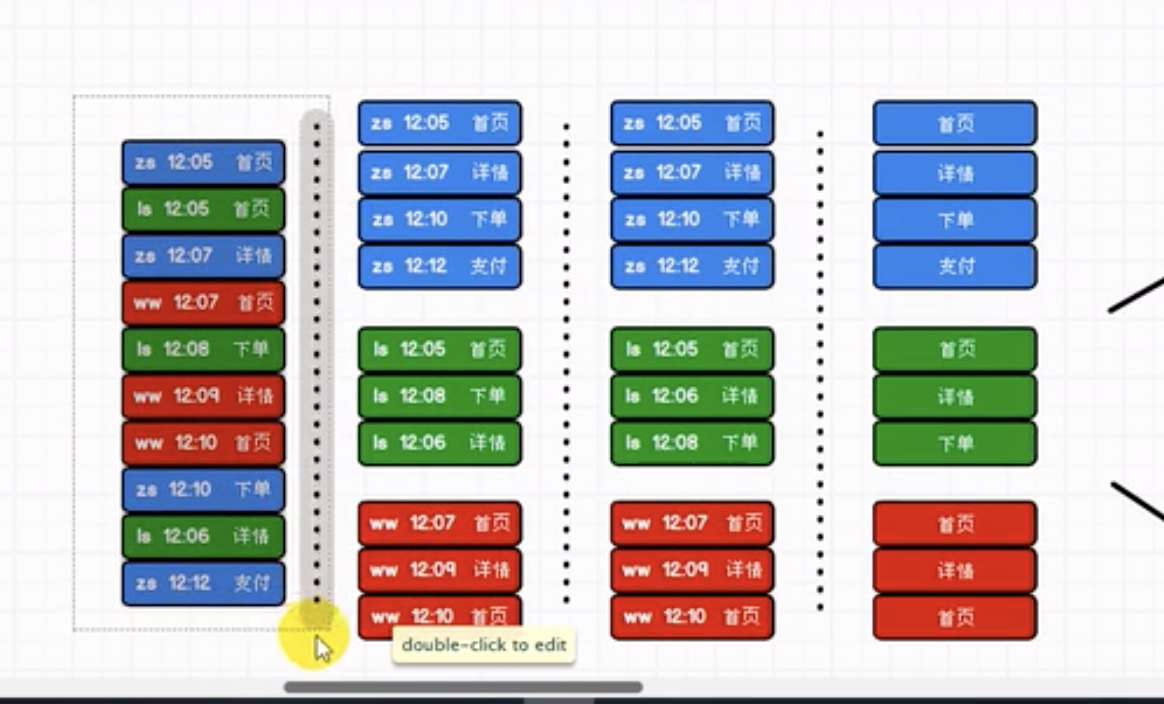 zs 12:05 首页
ls 12:05 首页
zs 12:07 详情
ww 12:07 首页
ls 12:08 下单
ww 12:09 详情
ww 12:10 首页
zs 12:10 下单
ls 12:06 详情
zs 12:12 支付
zs 12:05 首页
zs 12:07 详情
zs 12:10 下单
zs 12:12 支付
ls 12:05 首页
ls 12:08 下单
ls 12:06 详情
ww 12:07 首页
ww 12:09 详情
ww 12:10 首页
double-click to edit
zs 12:05 首页
zs 12:07 详情
zs 12:10 下单
zs 12:12 支付
ls 12:05 首页
ls 12:06 详情
ls 12:08 下单
ww 12:07 首页
ww 12:09 详情
ww 12:10 首页
首页
详情
下单
支付
首页
详情
下单
首页
详情
首页